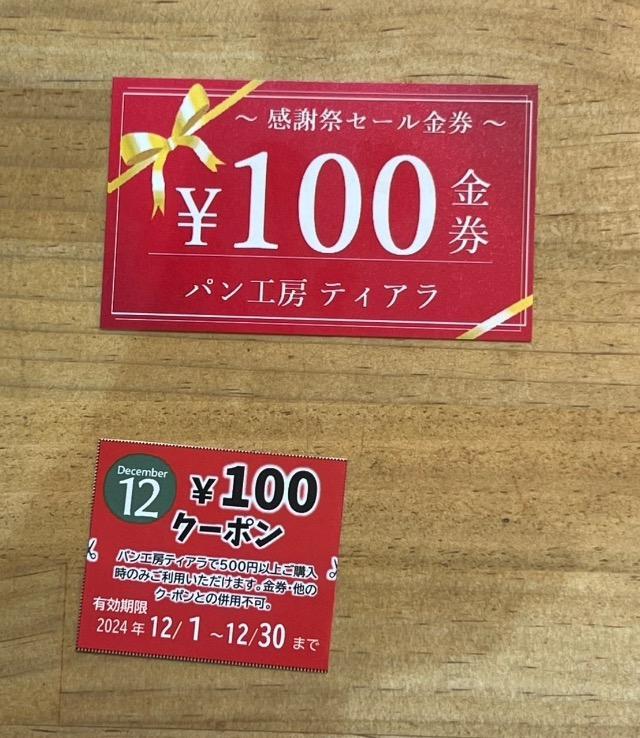 ～ 感謝祭セール金券 ～
¥100 金券
パン工房 ティアラ
December
12
¥100
クーポン
パン工房ティアラで500円以上ご購入
時のみご利用いただけます。金券・他の
クーポンとの併用不可。
有効期限
2024年 12/1～12/30 まで